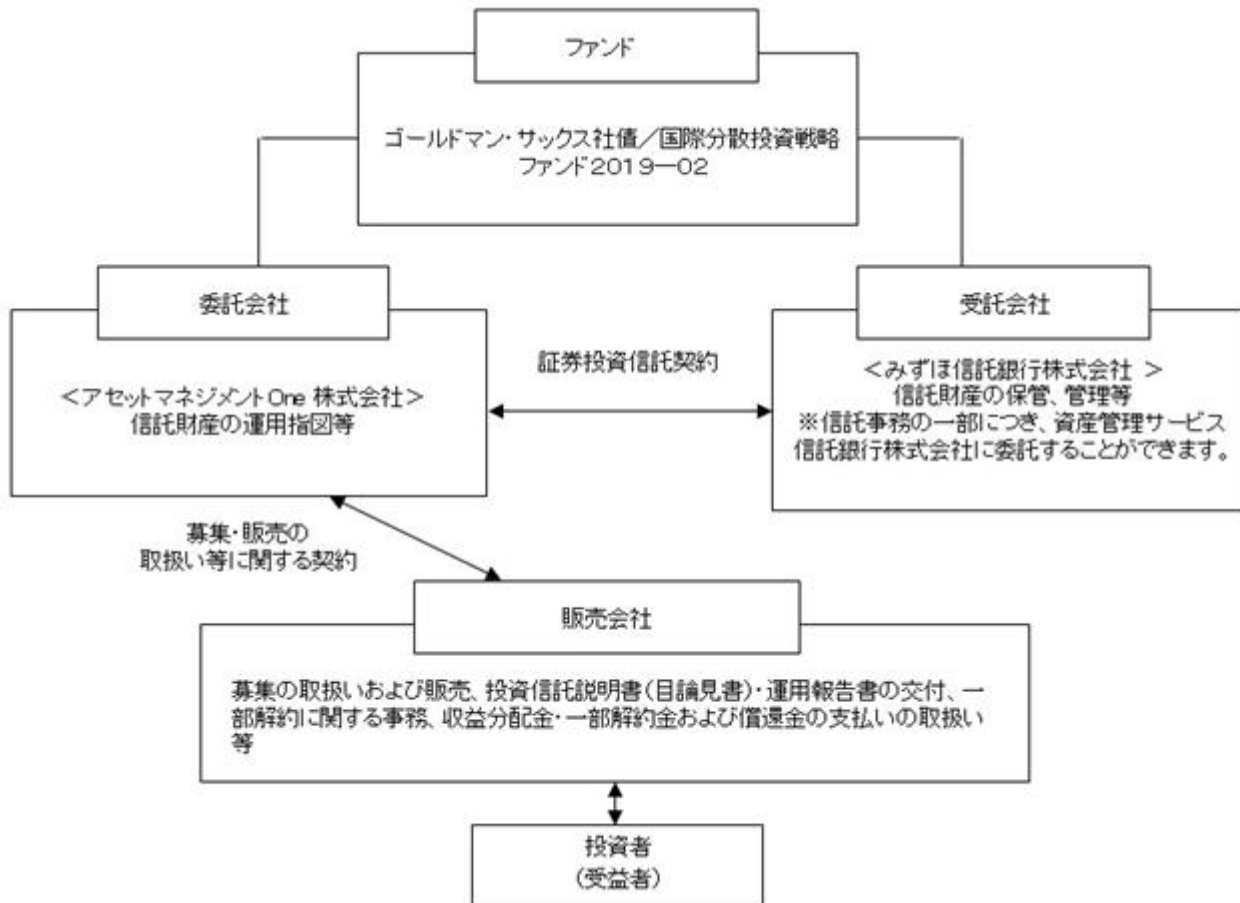 ファンド
ゴールドマン・サックス社債／国際分散投資戦略
ファンド2019―02
委託会社
＜アセットマネジメントOne 株式会社＞
信託財産の運用指図等
証券投資信託契約
受託会社
＜みずほ信託銀行株式会社 ＞
信託財産の保管、管理等
※信託事務の一部につき、資産管理サービス
信託銀行株式会社に委託することができます。
募集・販売の
取扱い等に関する契約
販売会社
募集の取扱いおよび販売、投資信託説明書(目論見書)・運用報告書の交付、一
部解約に関する事務、収益分配金・一部解約金および償還金の支払いの取扱い
等
投資者
(受益者)